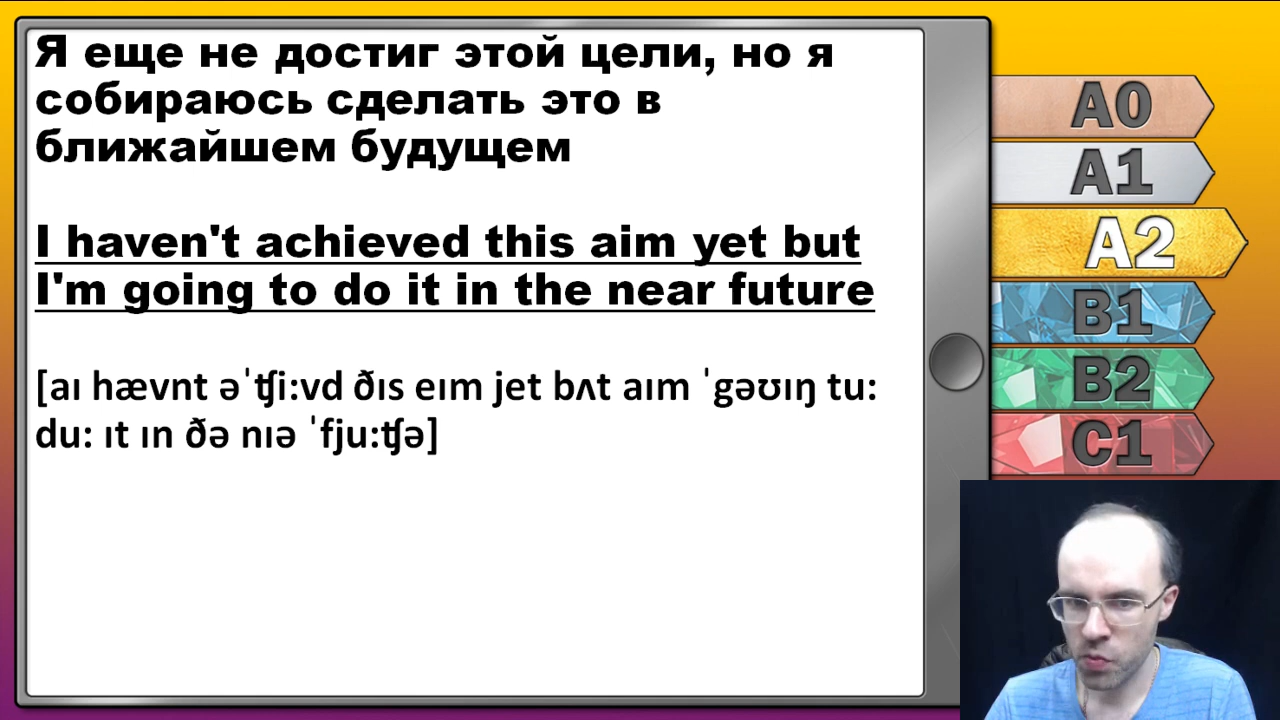 Я еще не достиг этой цели, но я
собираюсь сделать это в
ближайшем будущем
I haven't achieved this aim yet but
I'm going to do it in the near future
[aɪ hævnt əˈʧi:vd ðɪs eɪm jet bʌt aɪm ˈgəʊɪŋ tu:
du: ɪt ɪn ðə nɪə ˈfju:ʧə]
A0
A1
A2
B1
B2
C1